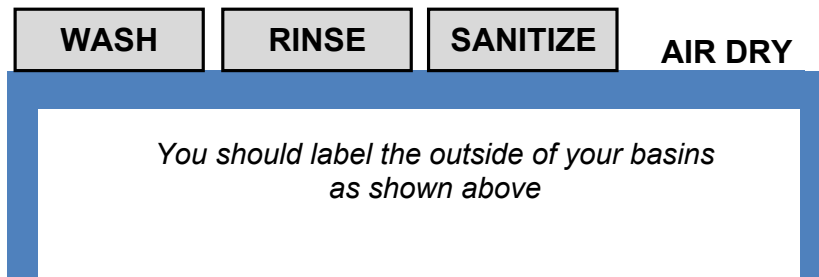 WASH RINSE SANITIZE AIR DRY
You should label the outside of your basins
as shown above